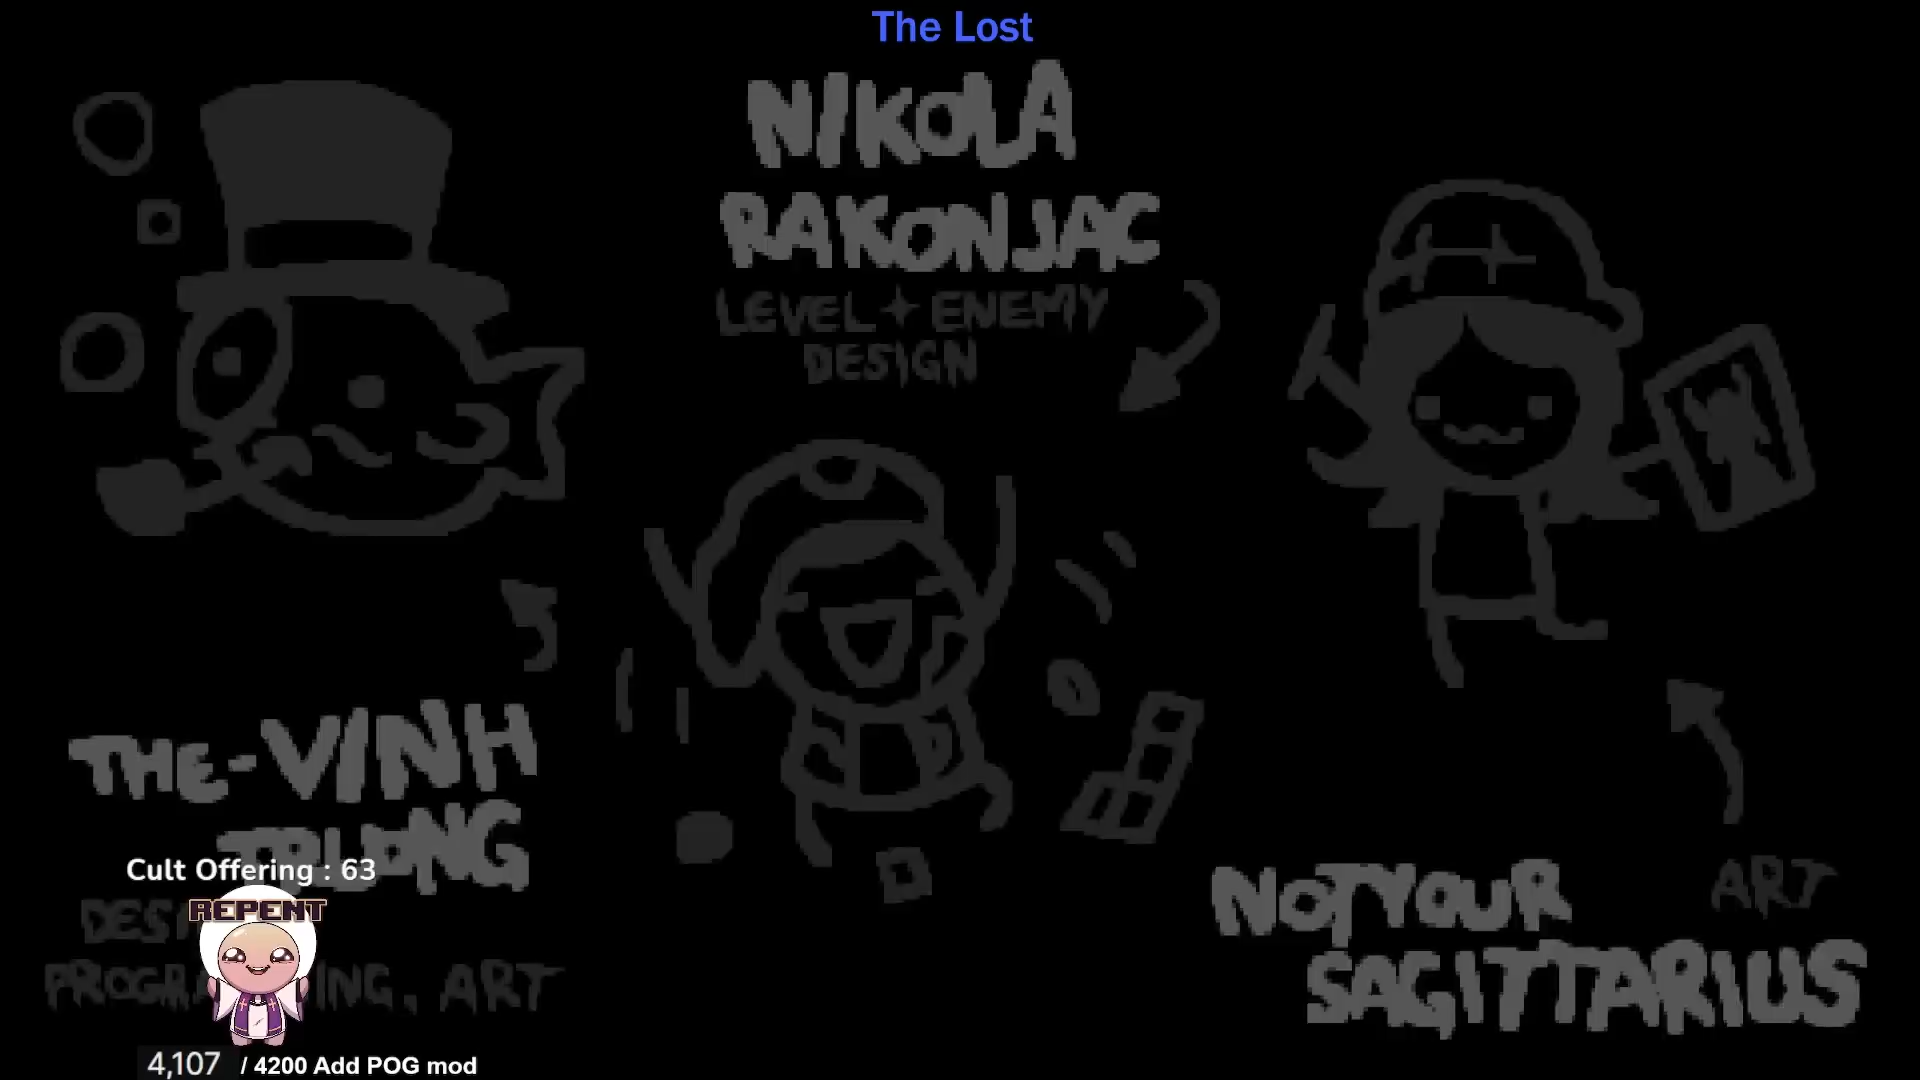 The Lost
NIKOLA
RAKONJAC
LEVEL + ENEMY
DESIGN
THE-VINH
TRUONG
Cult Offering : 63
REPENT
ART
NOTYOUR
SAGITTARIUS
ART
4,107 / 4200 Add POG mod